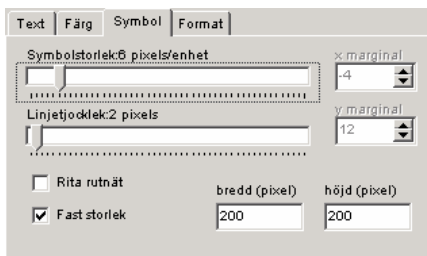 Text Färg Symbol Format
Symbolstorlek:6 pixels/enhet x marginal
-4
Linjetjocklek:2 pixels y marginal
12
Rita rutnät bredd (pixel) höjd (pixel)
Fast storlek 200 200